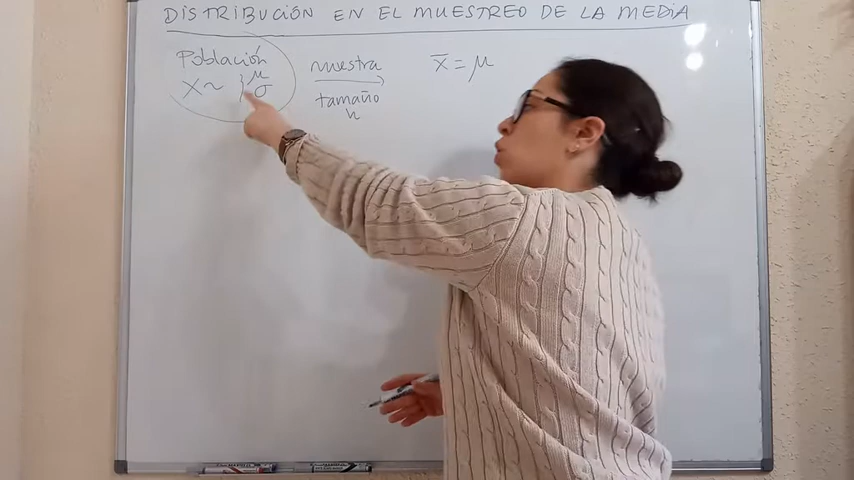 DISTRIBUCIÓN EN EL MUESTREO DE LA MEDIA
Población
X ~ } μ
σ
muestra
tamaño
n
x̄ = μ